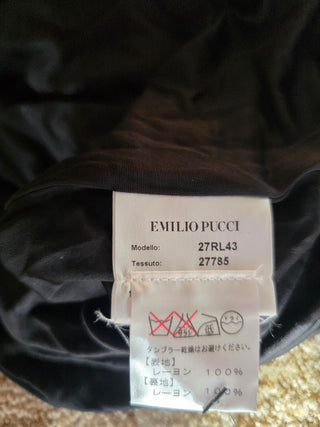 EMILIO PUCCI
Modello: 27RL43
Tessuto: 27785
タンブラー乾燥はお避けください。
【表地】
レーヨン 100%
【裏地】
レーヨン 100%